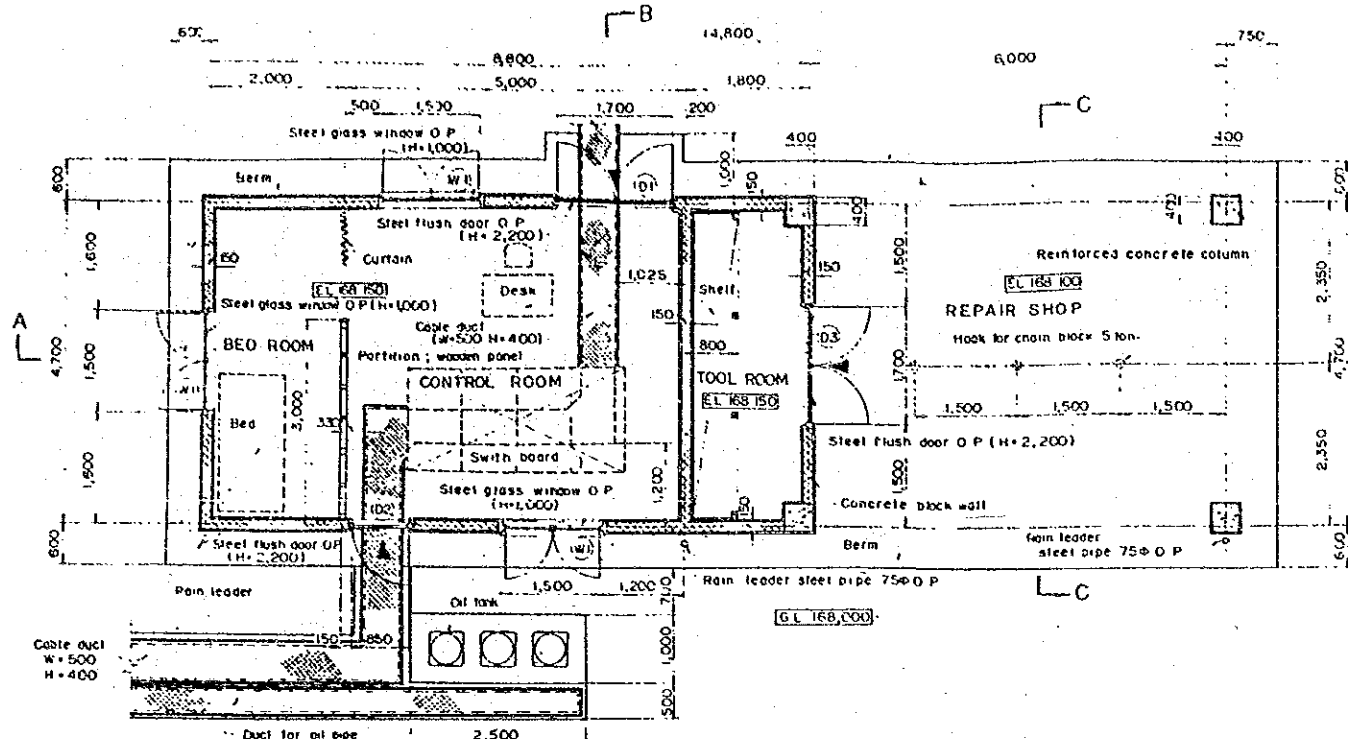 B
600
14,800
750
8,800
6,000
2,000
5,000
1,800
500
1,500
1,700
200
C
Steel glass window O P
(H=1,000)
400
400
600
Berm
W1
D1
1,000
150
400
400
600
Steel flush door O P
(H=2,200)
1,600
150
Curtain
1,025
150
1,500
Reinforced concrete column
EL 168 150
Desk
Shelf
EL 168 100
2,350
Steel glass window O P (H=1,000)
REPAIR SHOP
A
Cable duct
(W=500 H=400)
150
D3
Hook for chain block 5 ton
BED ROOM
Partition ; wooden panel
800
4,700
1,500
CONTROL ROOM
TOOL ROOM
1,700
4,700
W1
EL 168 150
1,500
1,500
1,500
Bed
3,000
330
Steel flush door O P (H=2,200)
Swith board
2,350
1,600
Steel glass window O P
(H=1,000)
1,200
1,500
D2
150
Concrete block wall
600
Steel flush door O P
(H=2,200)
W1
Berm
Rain leader
steel pipe 75Φ O P
600
1,500
1,200
700
Rain leader steel pipe 75Φ O P
C
Rain leader
Oil tank
G L 168,000
150
850
Cable duct
W=500
H=400
1,000
500
Duct for oil pipe
2,500